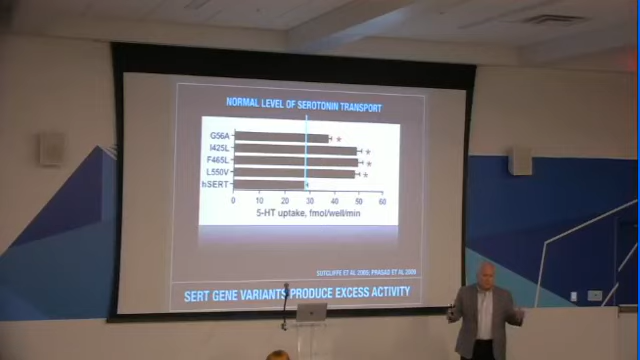 NORMAL LEVEL OF SEROTONIN TRANSPORT
G56A
I425L
F465L
L550V
hSERT
0 10 20 30 40 50 60
5-HT uptake, fmol/well/min
SUTCLIFFE ET AL 2005; PRASAD ET AL 2009
SERT GENE VARIANTS PRODUCE EXCESS ACTIVITY